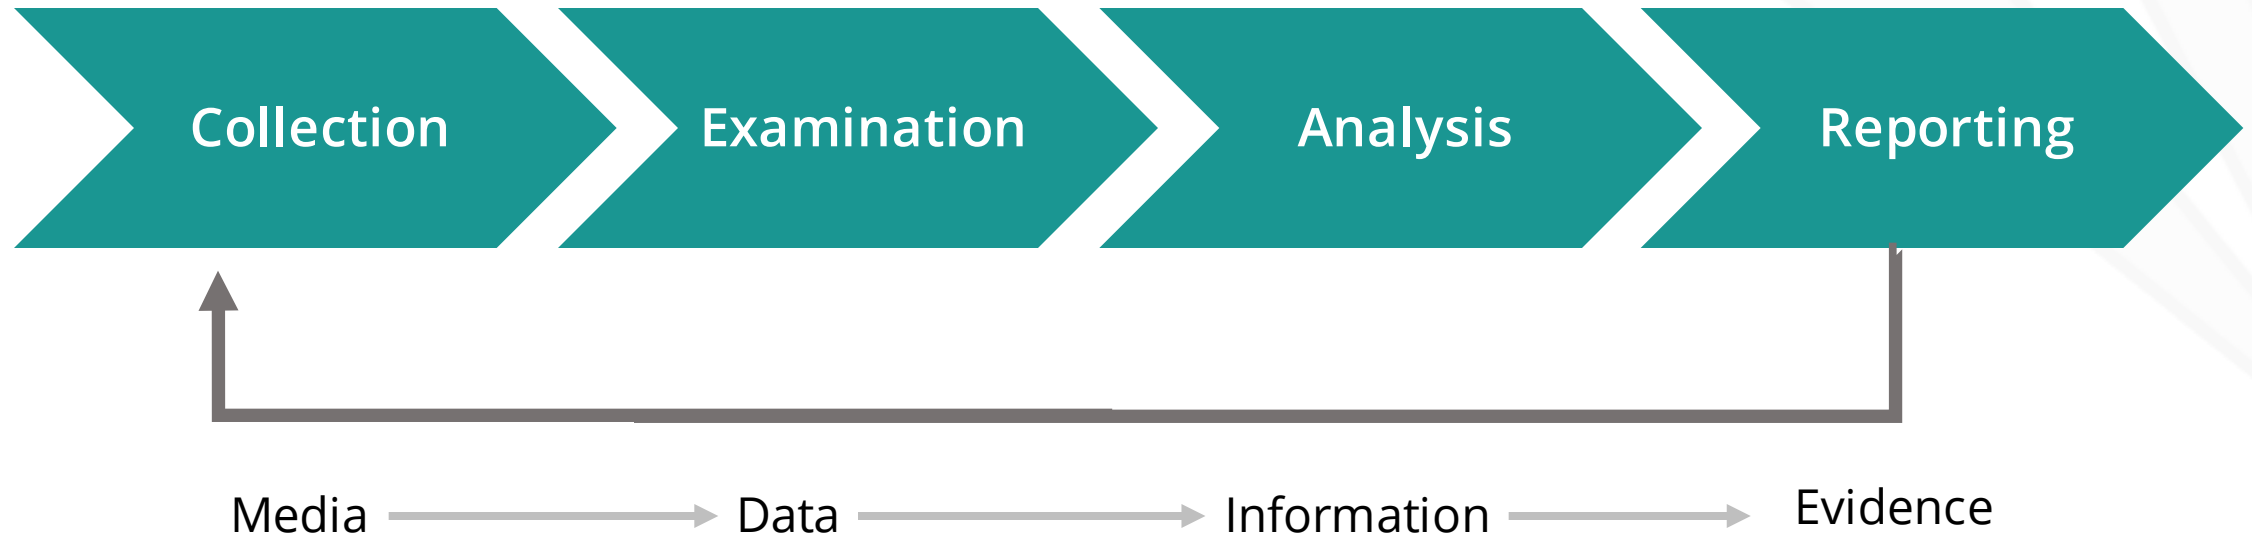 Collection
Examination
Analysis
Reporting
Media
Data
Information
Evidence